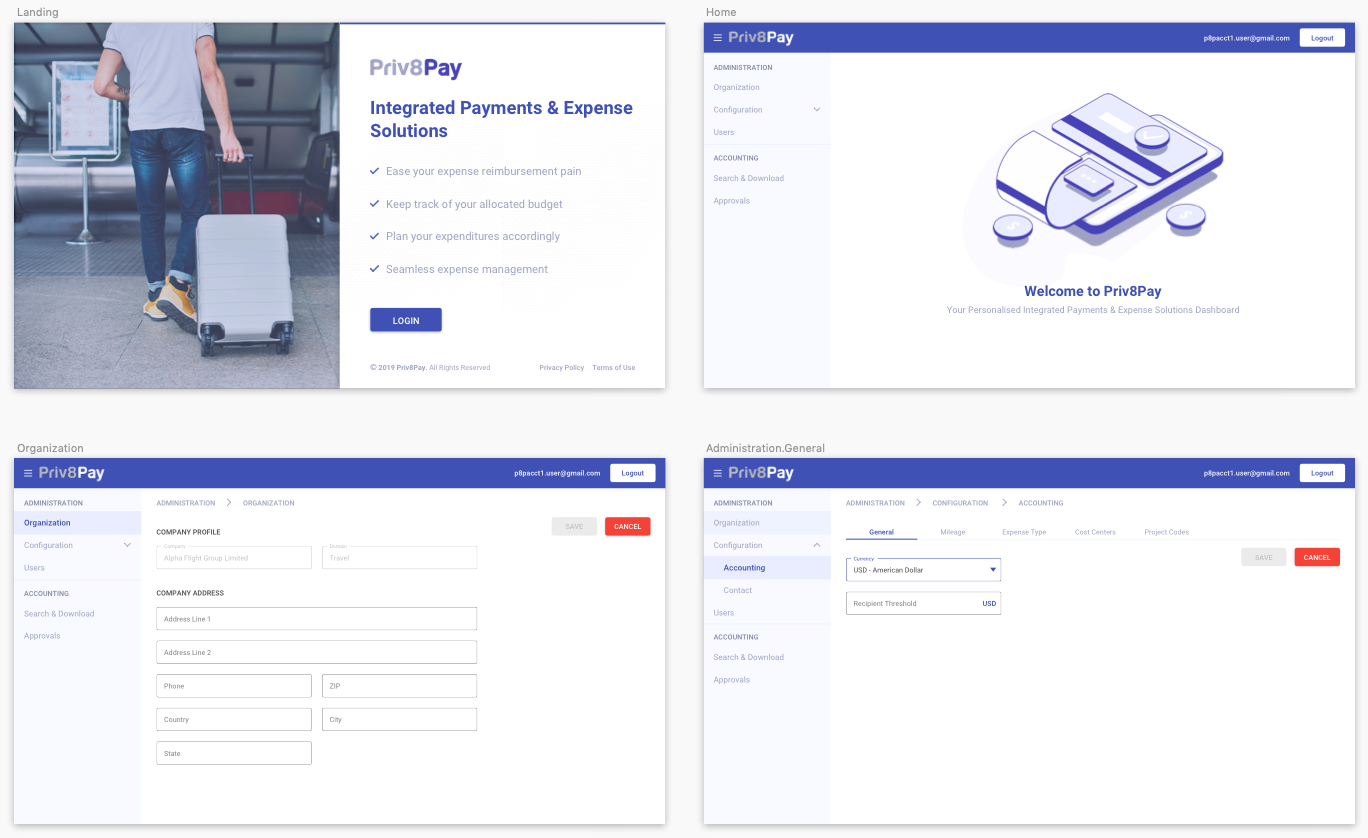 Landing
Priv8Pay
Integrated Payments & Expense
Solutions
Ease your expense reimbursement pain
Keep track of your allocated budget
Plan your expenditures accordingly
Seamless expense management
LOGIN
© 2019 Priv8Pay. All Rights Reserved
Privacy Policy Terms of Use
Home
Priv8Pay
p8pacct1.user@gmail.com Logout
ADMINISTRATION
Organization
Configuration
Users
ACCOUNTING
Search & Download
Approvals
Welcome to Priv8Pay
Your Personalised Integrated Payments & Expense Solutions Dashboard
Organization
Priv8Pay
p8pacct1.user@gmail.com Logout
ADMINISTRATION
Organization
Configuration
Users
ACCOUNTING
Search & Download
Approvals
ADMINISTRATION ORGANIZATION
SAVE CANCEL
COMPANY PROFILE
Company Domain
Alpha Flight Group Limited Travel
COMPANY ADDRESS
Address Line 1
Address Line 2
Phone ZIP
Country City
State
Administration.General
Priv8Pay
p8pacct1.user@gmail.com Logout
ADMINISTRATION
Organization
Configuration
Accounting
Contact
Users
ACCOUNTING
Search & Download
Approvals
ADMINISTRATION CONFIGURATION ACCOUNTING
General Mileage Expense Type Cost Centers Project Codes
SAVE CANCEL
Currency
USD - American Dollar
Recipient Threshold USD